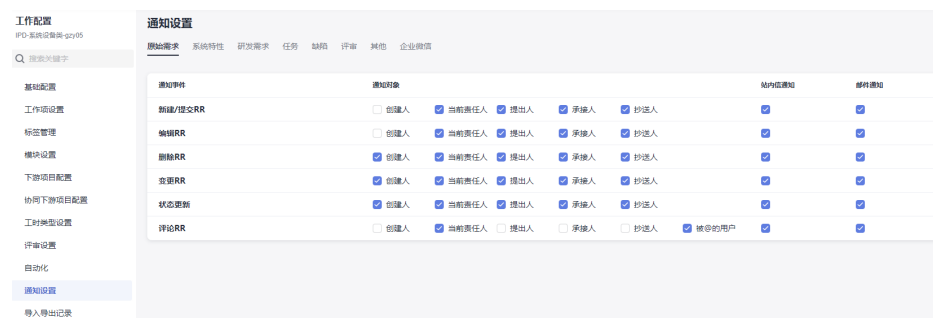 工作配置
IPD-系统设备类-gzy05
搜索关键字
基础配置
工作项设置
标签管理
模块设置
下游项目配置
协同下游项目配置
工时类型设置
评审设置
自动化
通知设置
导入导出记录
通知设置
原始需求 系统特性 研发需求 任务 缺陷 评审 其他 企业微信
通知事件 通知对象 站内信通知 邮件通知
新建/提交RR 创建人 当前责任人 提出人 承接人 抄送人
编辑RR 创建人 当前责任人 提出人 承接人 抄送人
删除RR 创建人 当前责任人 提出人 承接人 抄送人
变更RR 创建人 当前责任人 提出人 承接人 抄送人
状态更新 创建人 当前责任人 提出人 承接人 抄送人
评论RR 创建人 当前责任人 提出人 承接人 抄送人 被@的用户